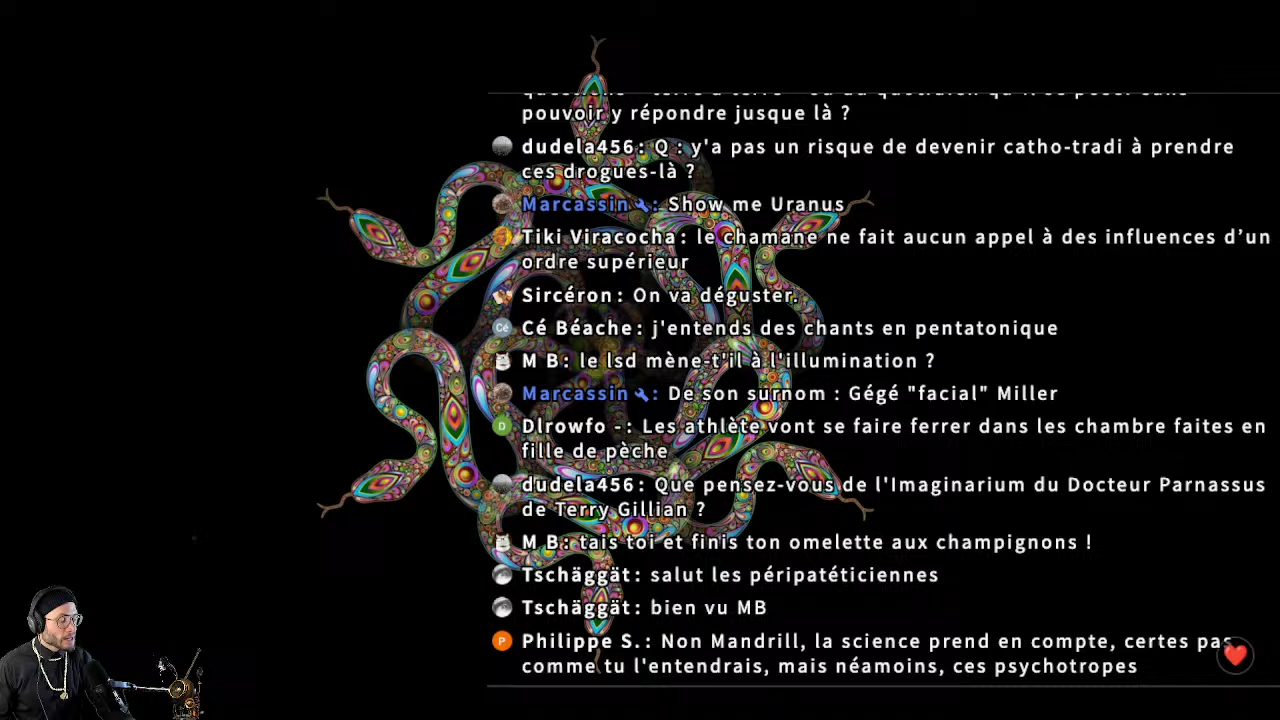 pouvoir y répondre jusque là ?
dudela456: Q : y'a pas un risque de devenir catho-tradi à prendre
ces drogues-là ?
Marcassin : Show me Uranus
Tiki Viracocha: le chamane ne fait aucun appel à des influences d’un
ordre supérieur
Sircéron: On va déguster.
Cé
Cé Béache: j'entends des chants en pentatonique
M B: le lsd mène-t'il à l'illumination ?
Marcassin : De son surnom : Gégé "facial" Miller
D
Dlrowfo -: Les athlète vont se faire ferrer dans les chambre faites en
fille de pèche
dudela456: Que pensez-vous de l'Imaginarium du Docteur Parnassus
de Terry Gillian ?
M B: tais toi et finis ton omelette aux champignons !
Tschäggät: salut les péripatéticiennes
Tschäggät: bien vu MB
P
Philippe S.: Non Mandrill, la science prend en compte, certes pas
comme tu l'entendrais, mais néamoins, ces psychotropes